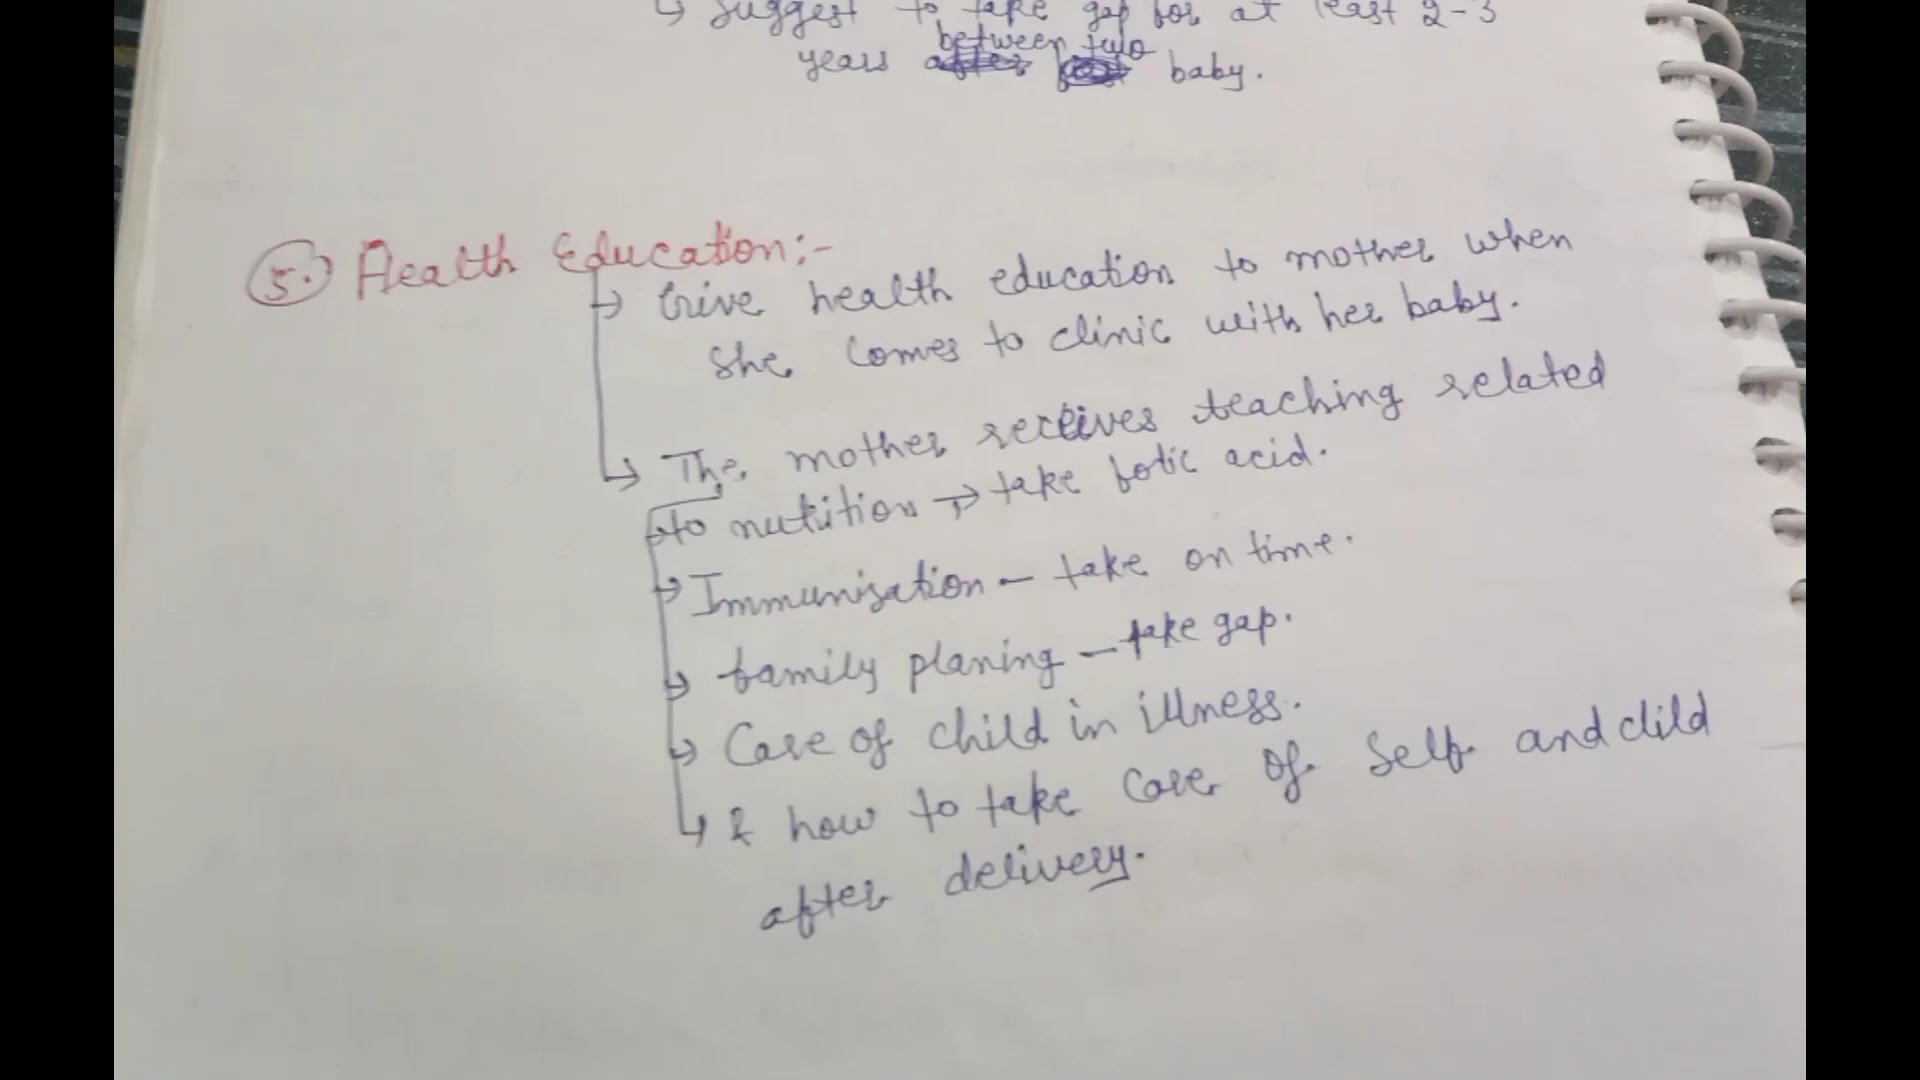 ↳ Suggest to take gap for at least 2-3
between two
years after baby.
5.) Health Education:-
→ Give health education to mother when
She Comes to clinic with her baby.
↳ The mother receives teaching related
→ to nutrition → take folic acid.
→ Immunisation - take on time.
→ family planing - take gap.
→ Care of child in illness.
↳ & how to take care of Self and clild
after delivery.